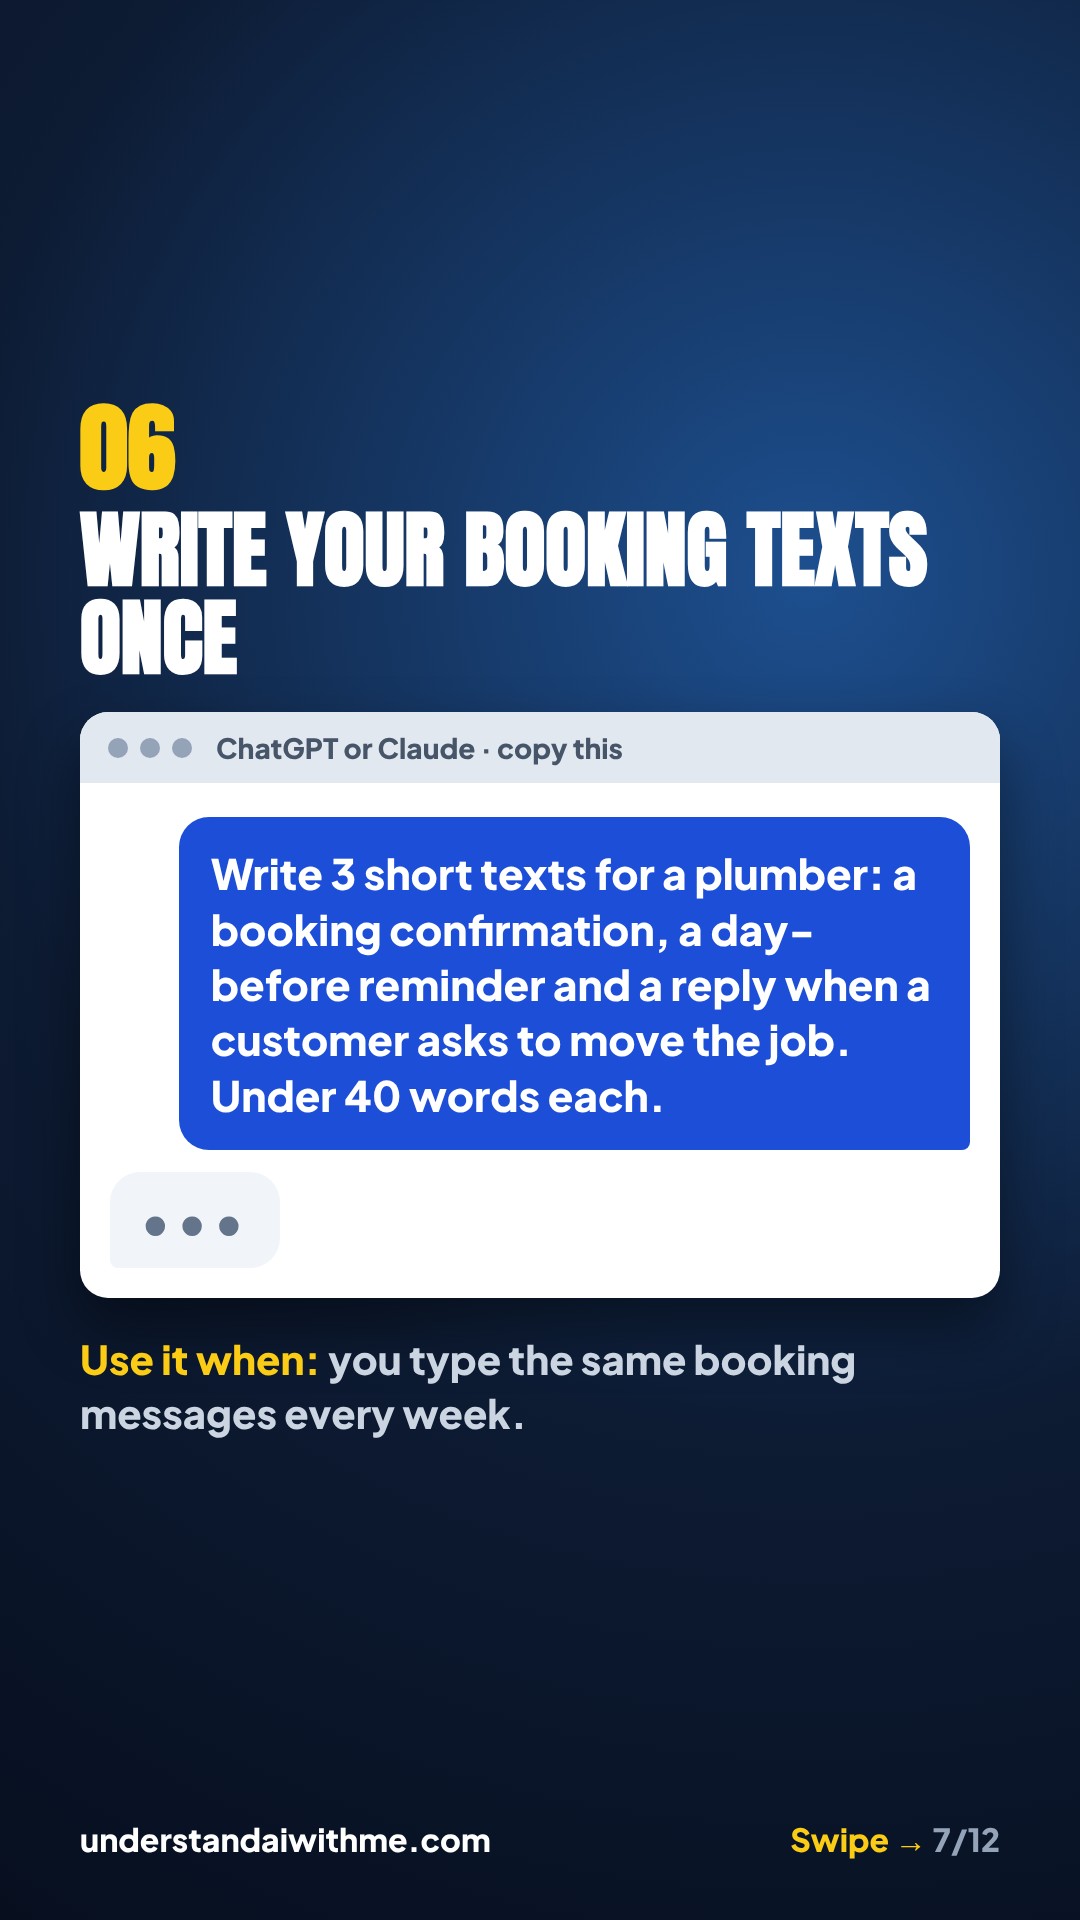 06
WRITE YOUR BOOKING TEXTS
ONCE
ChatGPT or Claude · copy this
Write 3 short texts for a plumber: a
booking confirmation, a day-
before reminder and a reply when a
customer asks to move the job.
Under 40 words each.
Use it when: you type the same booking
messages every week.
understandaiwithme.com
Swipe → 7/12